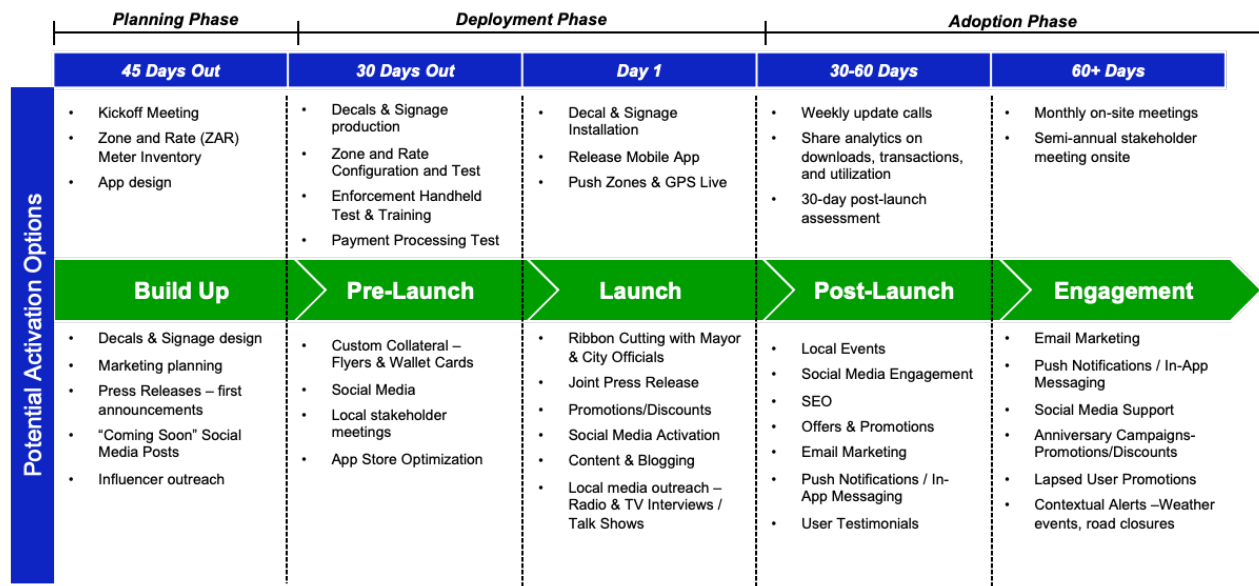 Planning Phase
Deployment Phase
Adoption Phase
45 Days Out
30 Days Out
Day 1
30-60 Days
60+ Days
Potential Activation Options
• Kickoff Meeting
• Zone and Rate (ZAR)
Meter Inventory
• App design
• Decals & Signage
production
• Zone and Rate
Configuration and Test
• Enforcement Handheld
Test & Training
• Payment Processing Test
• Decal & Signage
Installation
• Release Mobile App
• Push Zones & GPS Live
• Weekly update calls
• Share analytics on
downloads, transactions,
and utilization
• 30-day post-launch
assessment
• Monthly on-site meetings
• Semi-annual stakeholder
meeting onsite
Build Up
Pre-Launch
Launch
Post-Launch
Engagement
• Decals & Signage design
• Marketing planning
• Press Releases – first
announcements
• “Coming Soon” Social
Media Posts
• Influencer outreach
• Custom Collateral –
Flyers & Wallet Cards
• Social Media
• Local stakeholder
meetings
• App Store Optimization
• Ribbon Cutting with Mayor
& City Officials
• Joint Press Release
• Promotions/Discounts
• Social Media Activation
• Content & Blogging
• Local media outreach –
Radio & TV Interviews /
Talk Shows
• Local Events
• Social Media Engagement
• SEO
• Offers & Promotions
• Email Marketing
• Push Notifications / In-
App Messaging
• User Testimonials
• Email Marketing
• Push Notifications / In-App
Messaging
• Social Media Support
• Anniversary Campaigns-
Promotions/Discounts
• Lapsed User Promotions
• Contextual Alerts –Weather
events, road closures